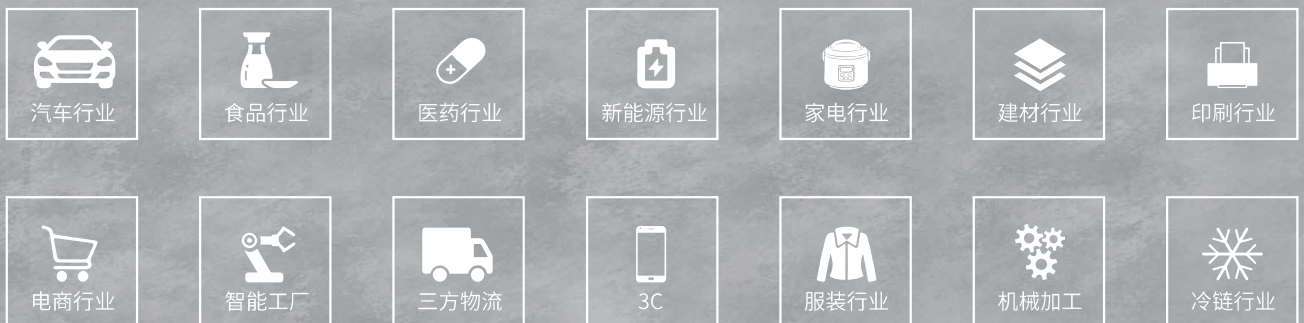 汽车行业
食品行业
医药行业
新能源行业
家电行业
建材行业
印刷行业
电商行业
智能工厂
三方物流
3C
服装行业
机械加工
冷链行业